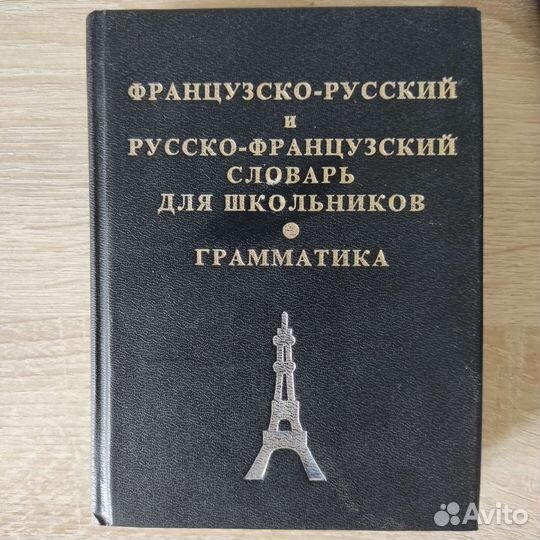 ФРАНЦУЗСКО-РУССКИЙ
и
РУССКО-ФРАНЦУЗСКИЙ
СЛОВАРЬ
ДЛЯ ШКОЛЬНИКОВ
ГРАММАТИКА
Avito